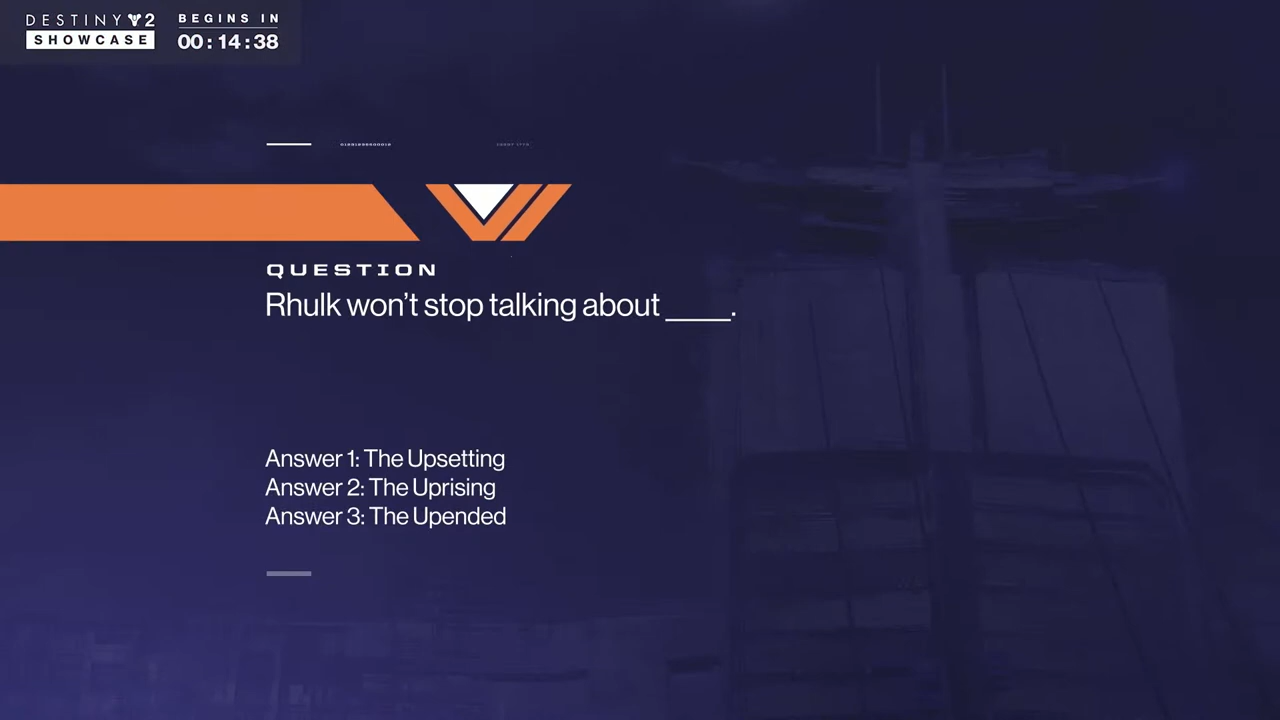 DESTINY 2
SHOWCASE
BEGINS IN
00:14:38
QUESTION
Rhulk won’t stop talking about _____.
Answer 1: The Upsetting
Answer 2: The Uprising
Answer 3: The Upended